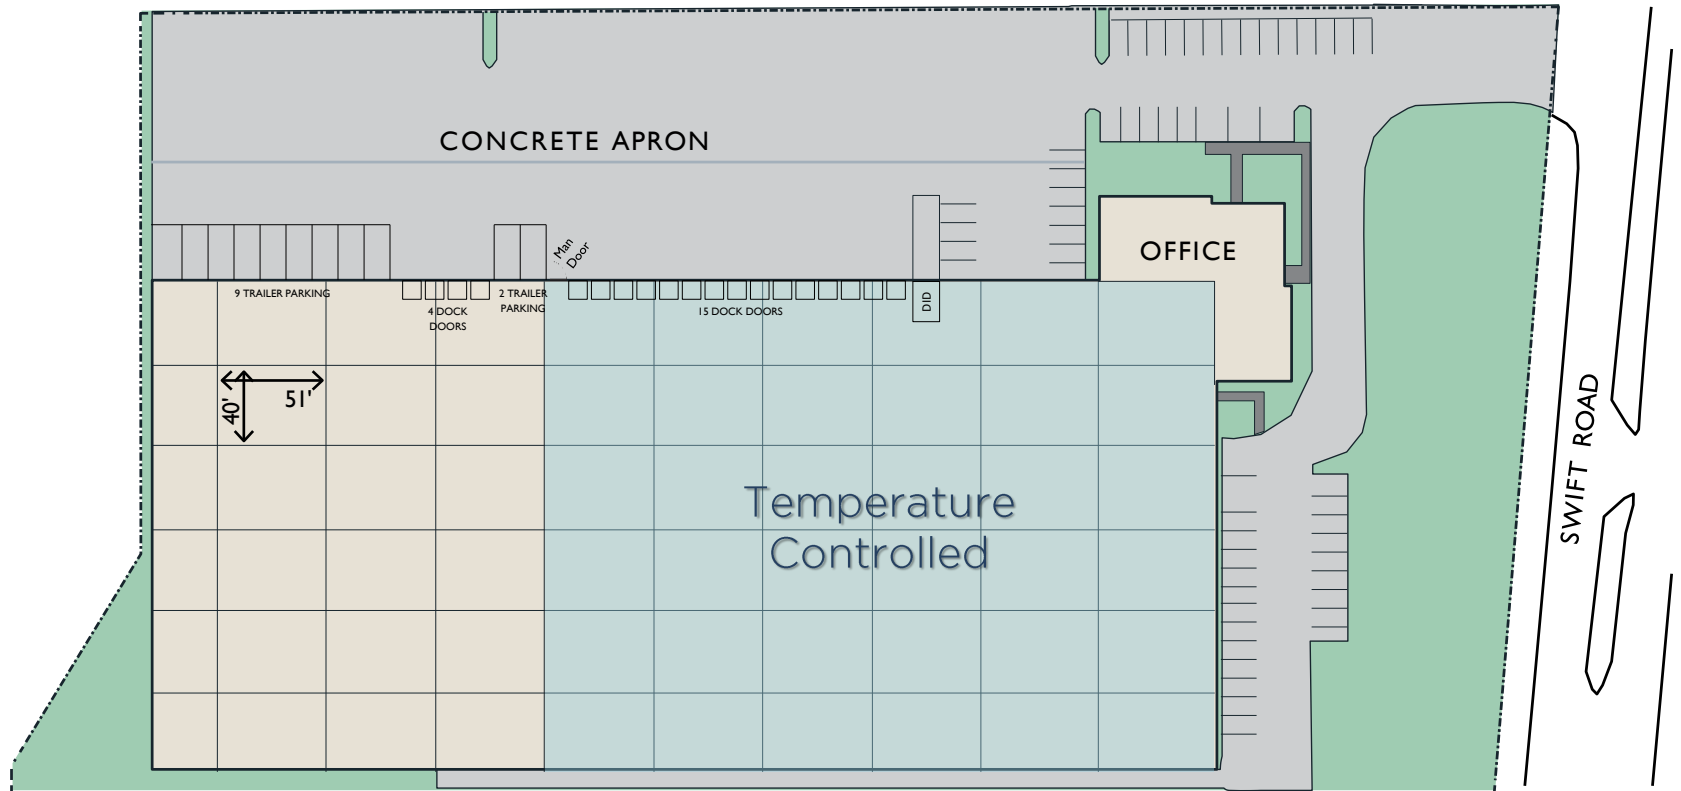 CONCRETE APRON
Man
Door
OFFICE
9 TRAILER PARKING
4 DOCK
DOORS
2 TRAILER
PARKING
15 DOCK DOORS
DID
51'
40'
Temperature
Controlled
SWIFT ROAD